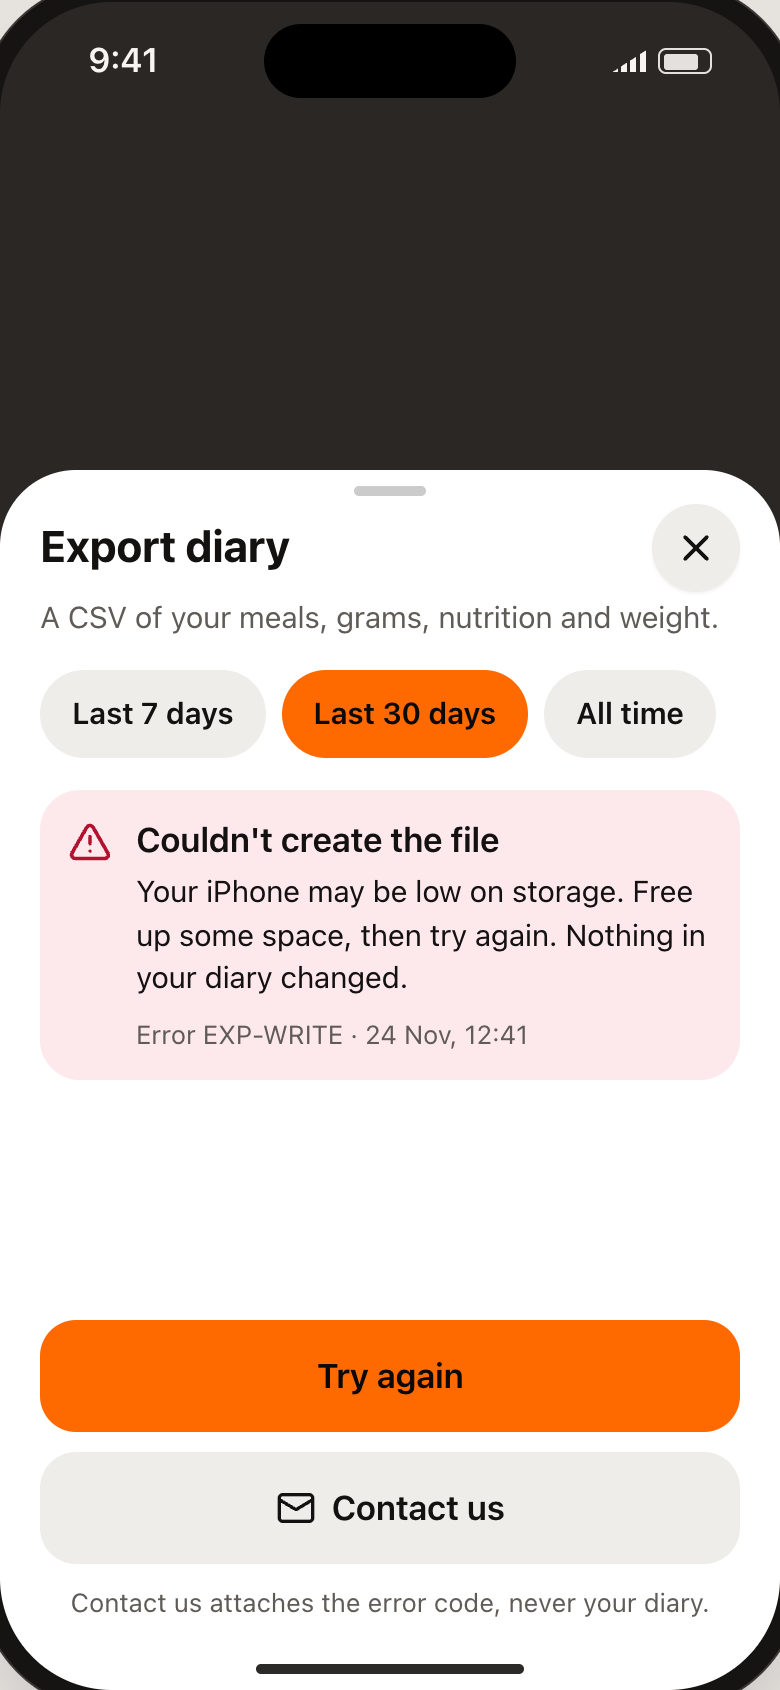 9:41
Export diary
A CSV of your meals, grams, nutrition and weight.
Last 7 days
Last 30 days
All time
Couldn't create the file
Your iPhone may be low on storage. Free
up some space, then try again. Nothing in
your diary changed.
Error EXP-WRITE · 24 Nov, 12:41
Try again
Contact us
Contact us attaches the error code, never your diary.